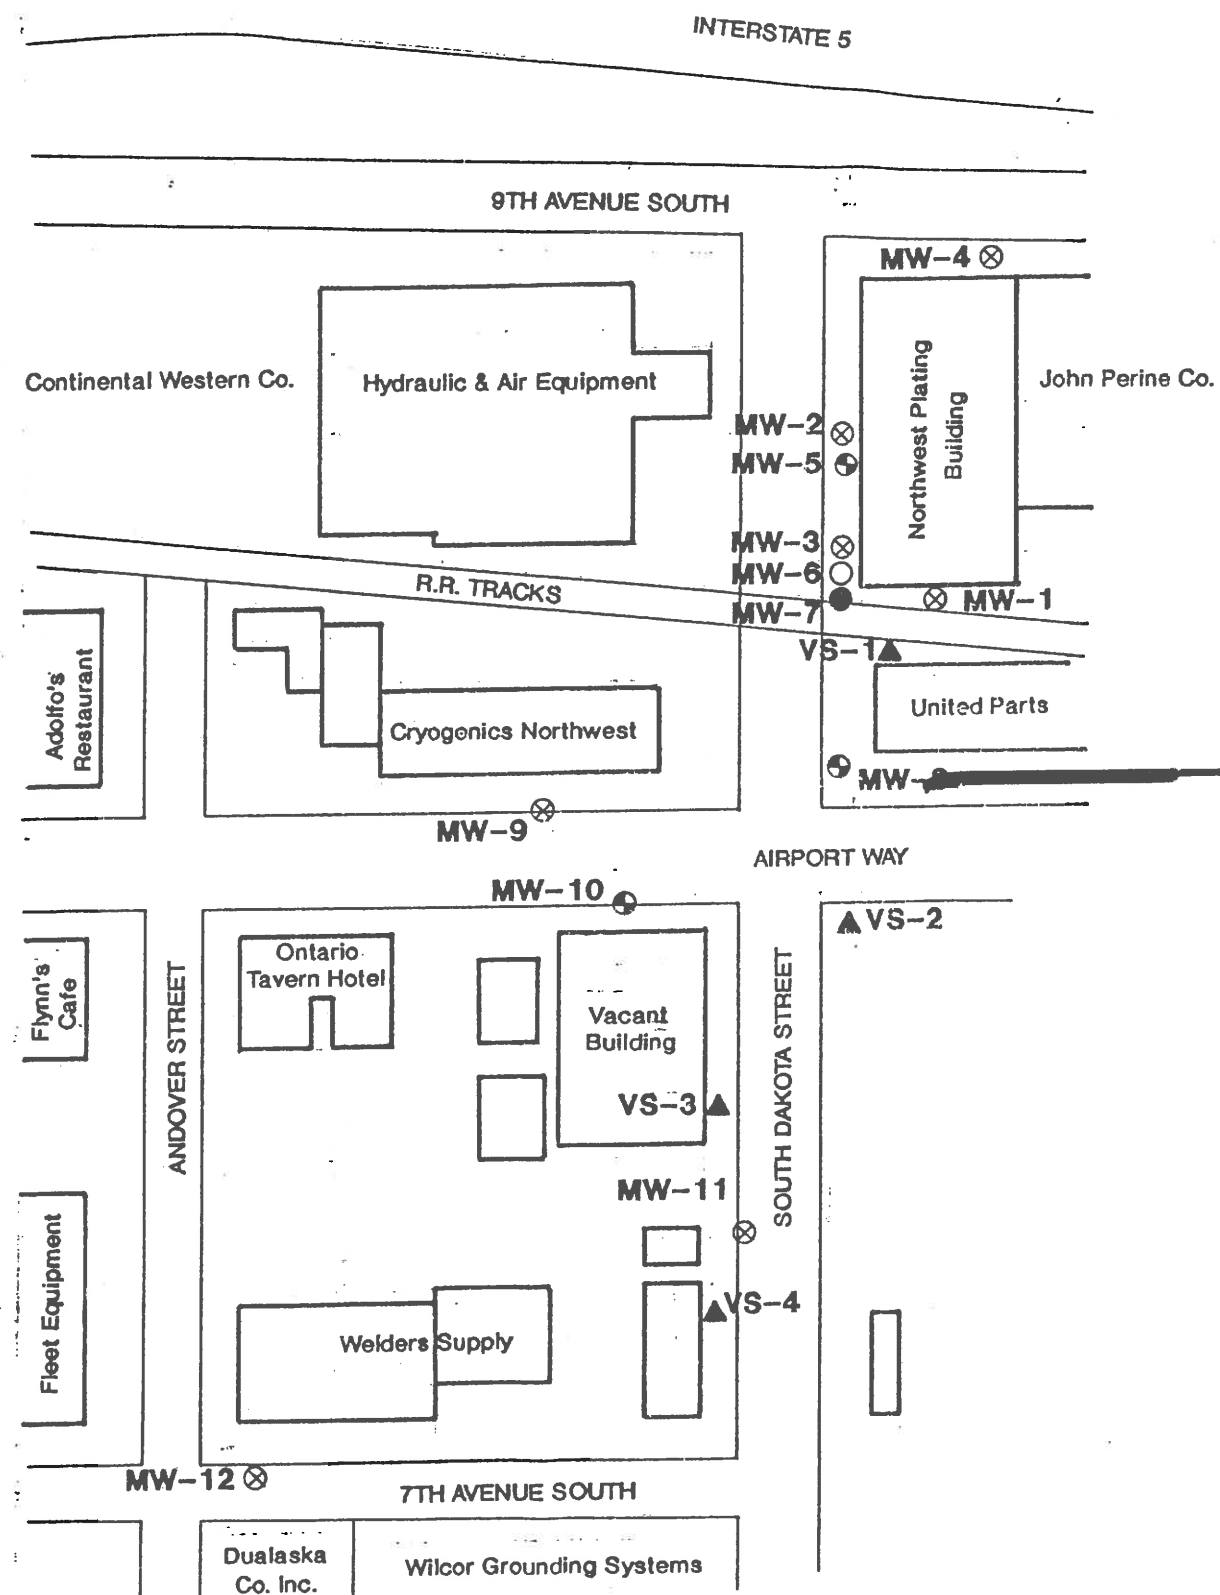 INTERSTATE 5
9TH AVENUE SOUTH
MW-4
Continental Western Co.
Hydraulic & Air Equipment
Northwest Plating
Building
John Perine Co.
MW-2
MW-5
MW-3
MW-6
MW-7
MW-1
R.R. TRACKS
VS-1
Adolfo's
Restaurant
Cryogenics Northwest
United Parts
MW-
MW-9
AIRPORT WAY
MW-10
VS-2
Ontario
Tavern Hotel
Flynn's
Cafe
ANDOVER STREET
Vacant
Building
SOUTH DAKOTA STREET
VS-3
MW-11
Fleet Equipment
VS-4
Welders Supply
MW-12
7TH AVENUE SOUTH
Dualaska
Co. Inc.
Wilcor Grounding Systems